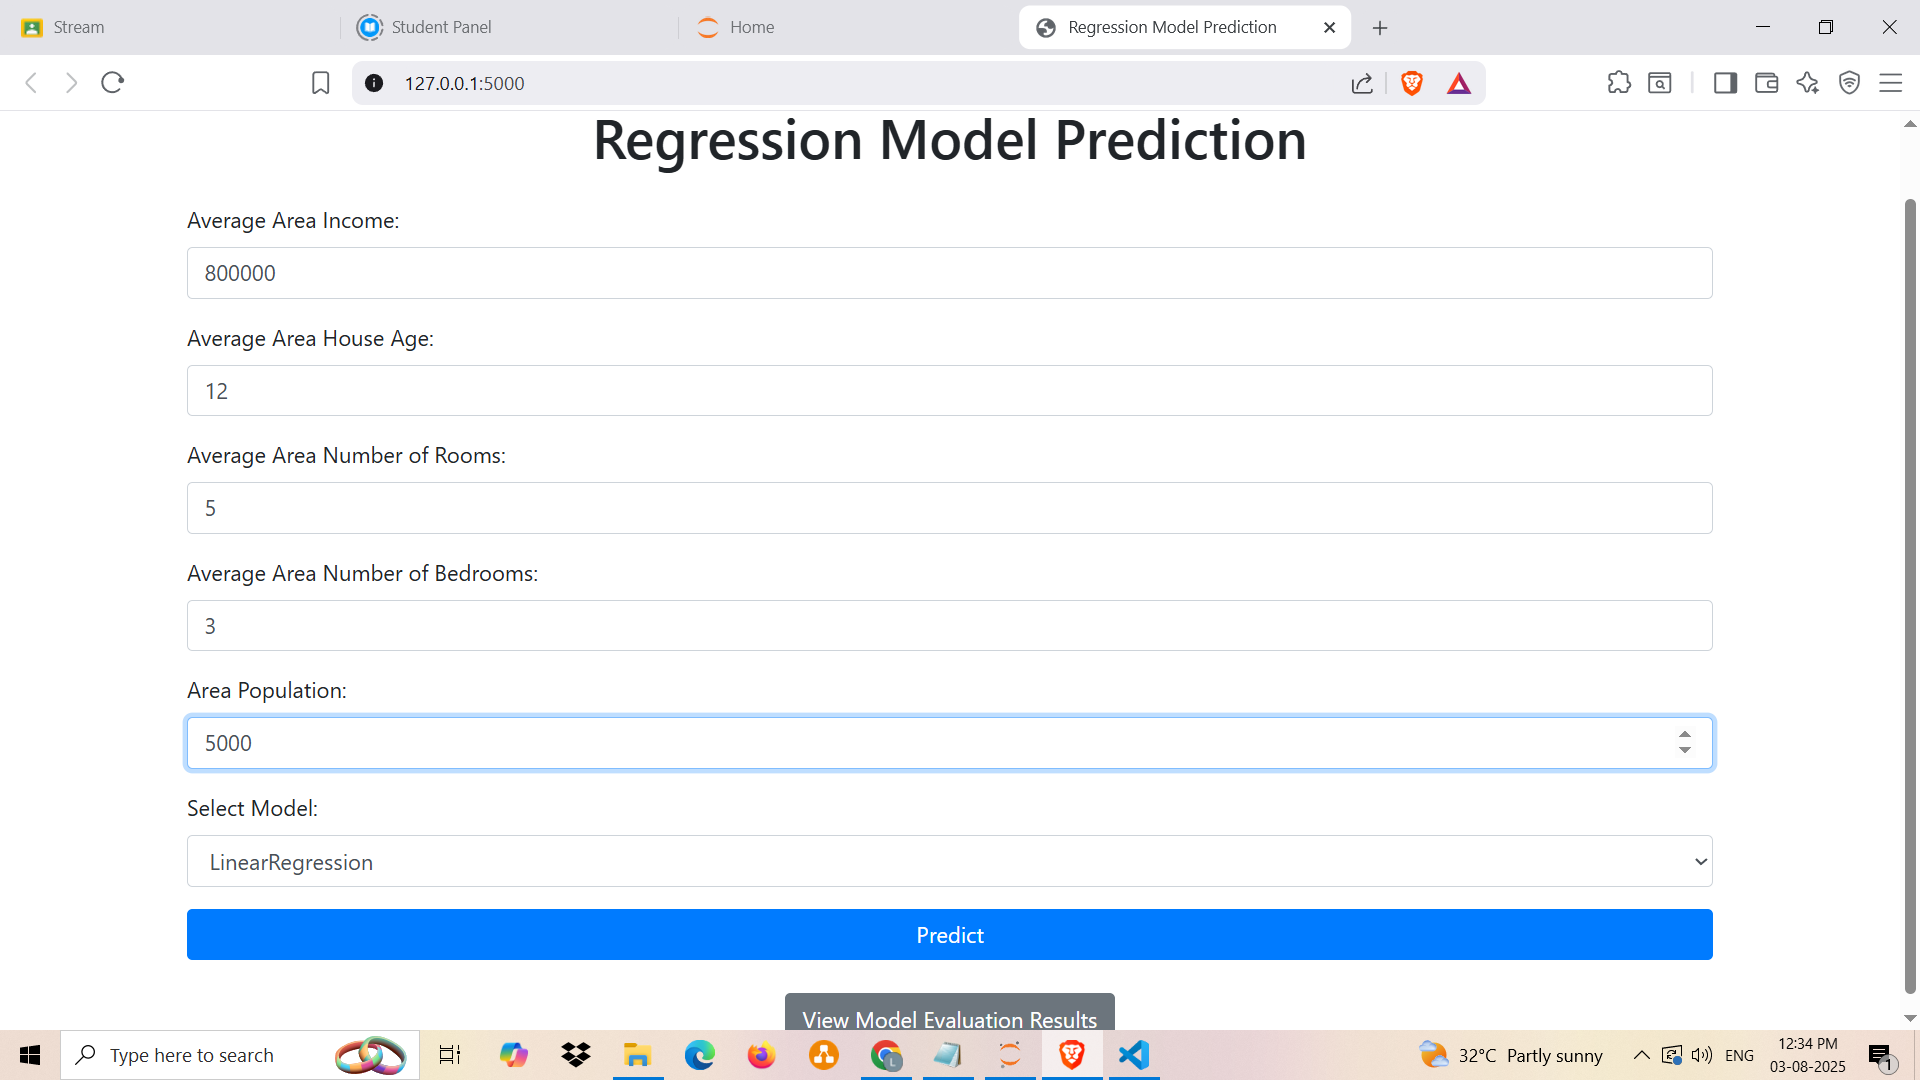 Stream
Student Panel
Home
Regression Model Prediction
127.0.0.1:5000
Regression Model Prediction
Average Area Income:
800000
Average Area House Age:
12
Average Area Number of Rooms:
5
Average Area Number of Bedrooms:
3
Area Population:
5000
Select Model:
LinearRegression
Predict
View Model Evaluation Results
Type here to search
L
32°C Partly sunny
ENG
12:34 PM
03-08-2025
1